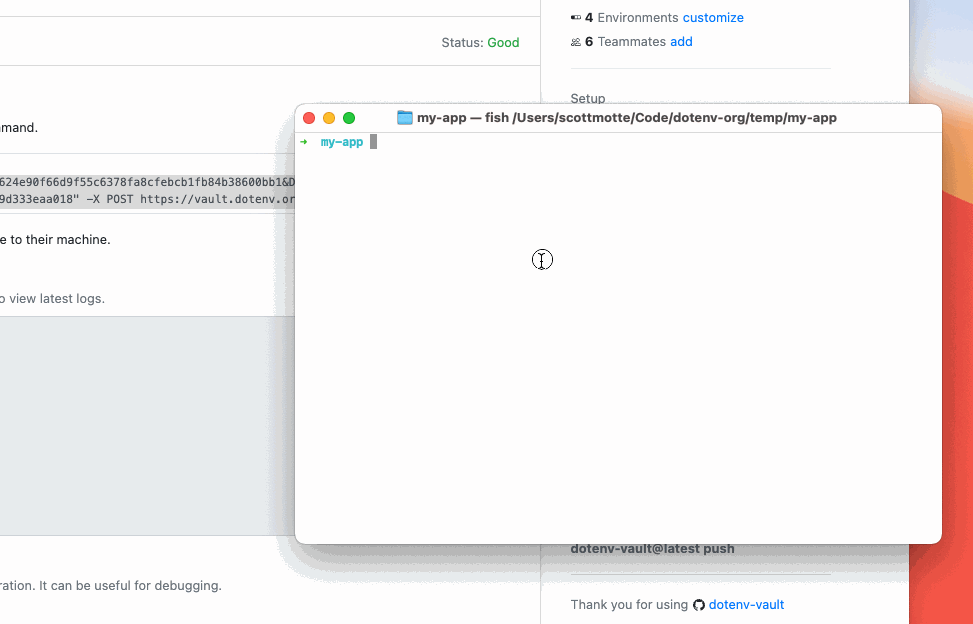 4 Environments customize
Status: Good
6 Teammates add
Setup
my-app — fish /Users/scottmotte/Code/dotenv-org/temp/my-app
mand.
→ my-app
624e90f66d9f55c6378fa8cfebcb1fb84b38600bb1&D
9d333eaa018" -X POST https://vault.dotenv.or
e to their machine.
o view latest logs.
dotenv-vault@latest push
ration. It can be useful for debugging.
Thank you for using dotenv-vault